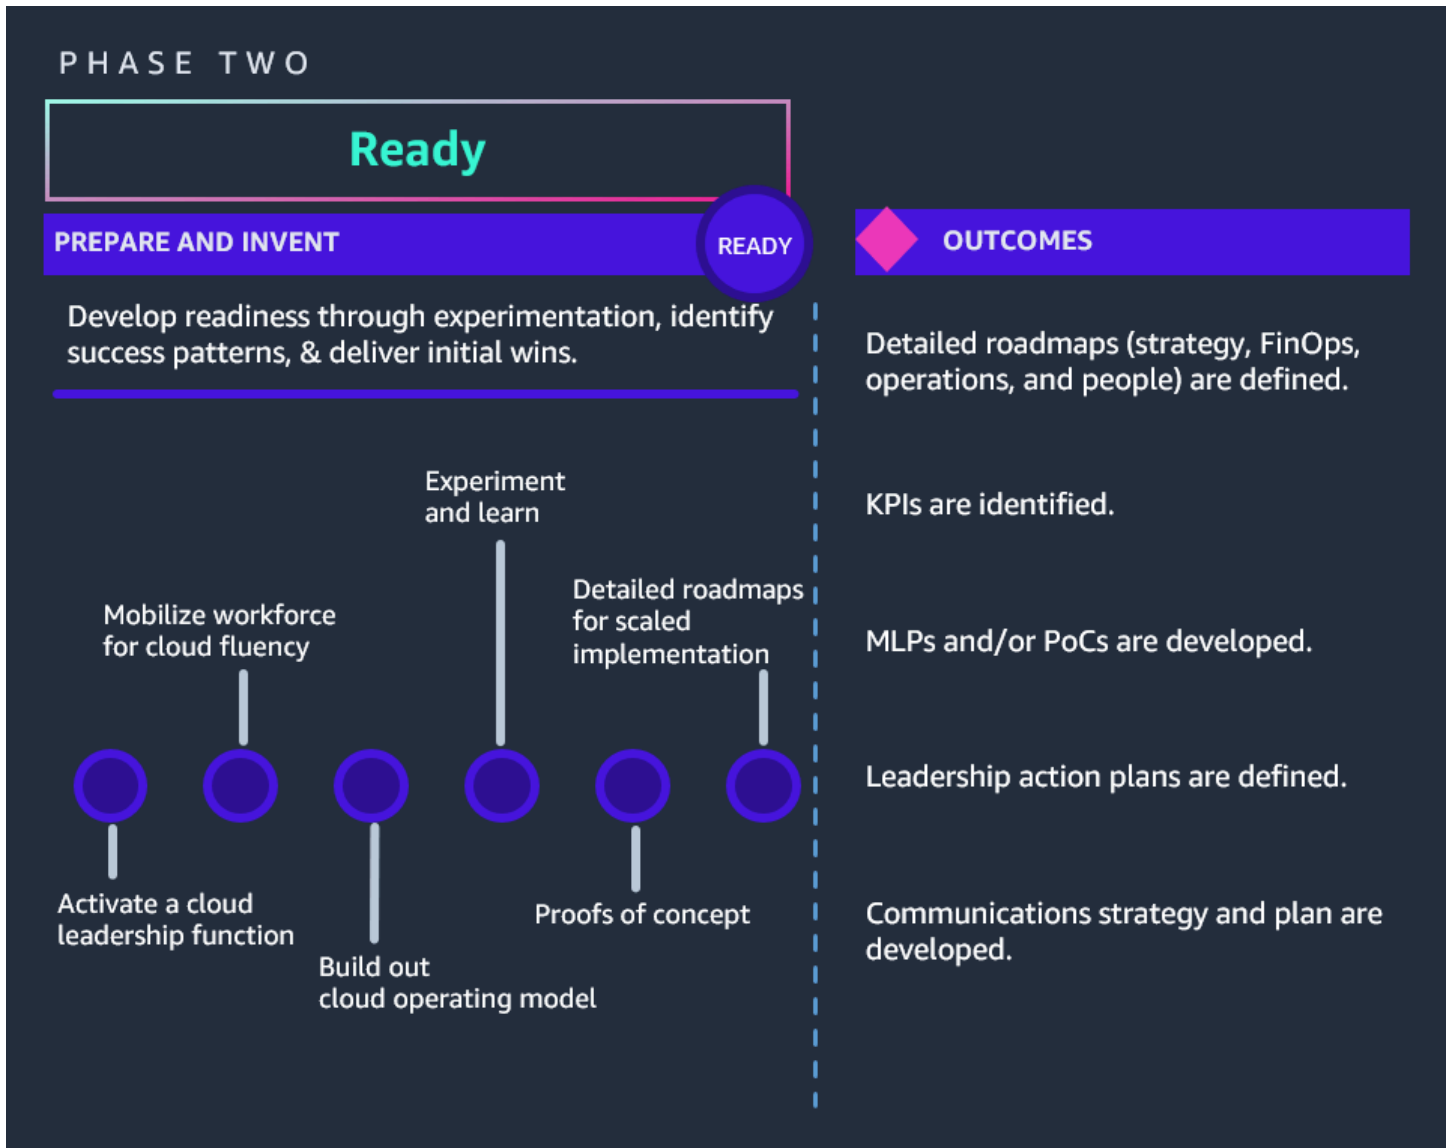 PHASE TWO
Ready
PREPARE AND INVENT
READY
Develop readiness through experimentation, identify
success patterns, & deliver initial wins.
Experiment
and learn
Detailed roadmaps
for scaled
implementation
Mobilize workforce
for cloud fluency
Activate a cloud
leadership function
Proofs of concept
Build out
cloud operating model
OUTCOMES
Detailed roadmaps (strategy, FinOps,
operations, and people) are defined.
KPIs are identified.
MLPs and/or PoCs are developed.
Leadership action plans are defined.
Communications strategy and plan are
developed.